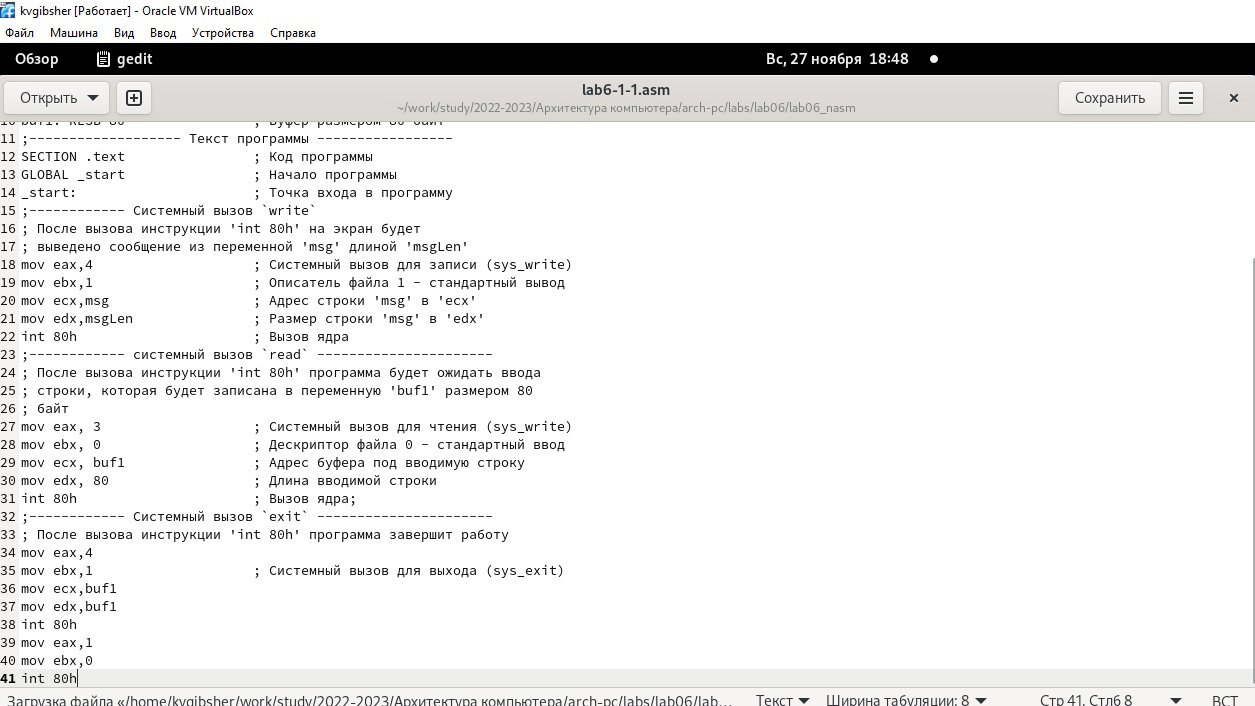 kvgibsher [Работает] - Oracle VM VirtualBox
Файл Машина Вид Ввод Устройства Справка
Обзор gedit Вс, 27 ноября 18:48
Открыть lab6-1-1.asm Сохранить
~/work/study/2022-2023/Архитектура компьютера/arch-pc/labs/lab06/lab06_nasm
10 buf1: RESB 80 ; Буфер размером 80 байт
11 ;------------------- Текст программы -----------------
12 SECTION .text ; Код программы
13 GLOBAL _start ; Начало программы
14 _start: ; Точка входа в программу
15 ;------------ Системный вызов `write`
16 ; После вызова инструкции 'int 80h' на экран будет
17 ; выведено сообщение из переменной 'msg' длиной 'msgLen'
18 mov eax,4 ; Системный вызов для записи (sys_write)
19 mov ebx,1 ; Описатель файла 1 - стандартный вывод
20 mov ecx,msg ; Адрес строки 'msg' в 'ecx'
21 mov edx,msgLen ; Размер строки 'msg' в 'edx'
22 int 80h ; Вызов ядра
23 ;------------ системный вызов `read` ----------------------
24 ; После вызова инструкции 'int 80h' программа будет ожидать ввода
25 ; строки, которая будет записана в переменную 'buf1' размером 80
26 ; байт
27 mov eax, 3 ; Системный вызов для чтения (sys_write)
28 mov ebx, 0 ; Дескриптор файла 0 - стандартный ввод
29 mov ecx, buf1 ; Адрес буфера под вводимую строку
30 mov edx, 80 ; Длина вводимой строки
31 int 80h ; Вызов ядра;
32 ;------------ Системный вызов `exit` ----------------------
33 ; После вызова инструкции 'int 80h' программа завершит работу
34 mov eax,4
35 mov ebx,1 ; Системный вызов для выхода (sys_exit)
36 mov ecx,buf1
37 mov edx,buf1
38 int 80h
39 mov eax,1
40 mov ebx,0
41 int 80h
Загрузка файла «/home/kvgibsher/work/study/2022-2023/Архитектура компьютера/arch-pc/labs/lab06/lab… Текст Ширина табуляции: 8 Стр 41, Стлб 8 ВСТ